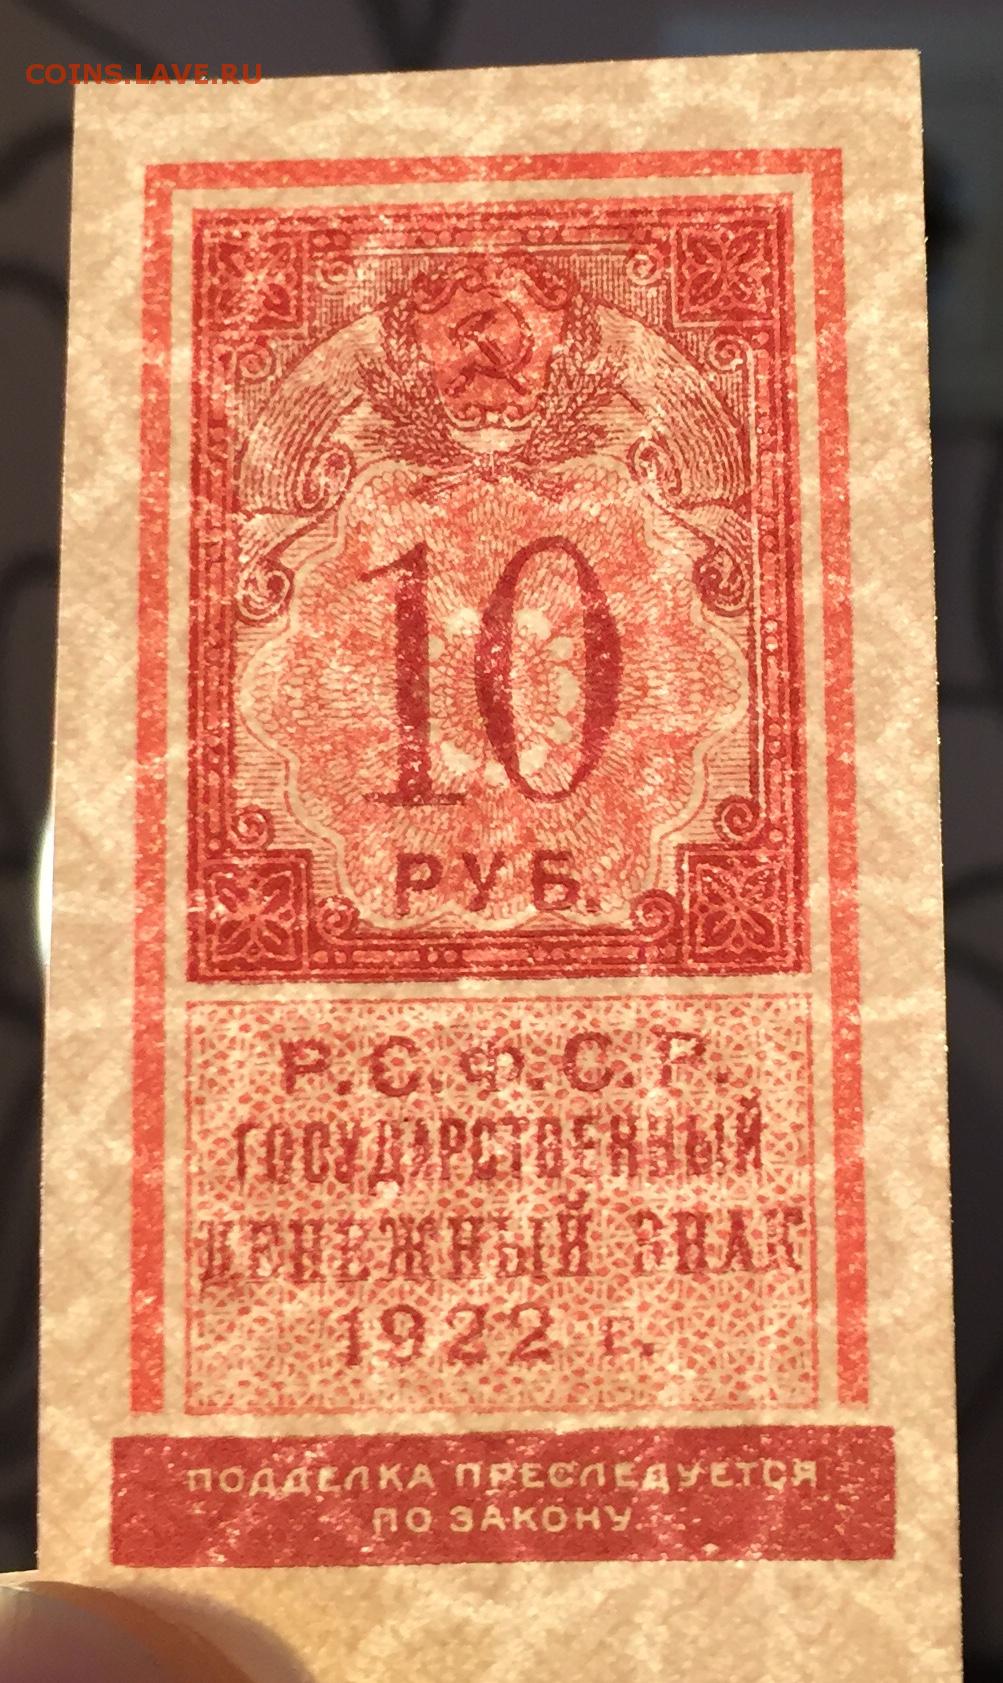 COINS.LAVE.RU
10
РУБ.
Р.С.Ф.С.Р.
ГОСУДАРСТВЕННЫЙ
ДЕНЕЖНЫЙ ЗНАК
1922 г.
ПОДДЕЛКА ПРЕСЛЕДУЕТСЯ
ПО ЗАКОНУ.